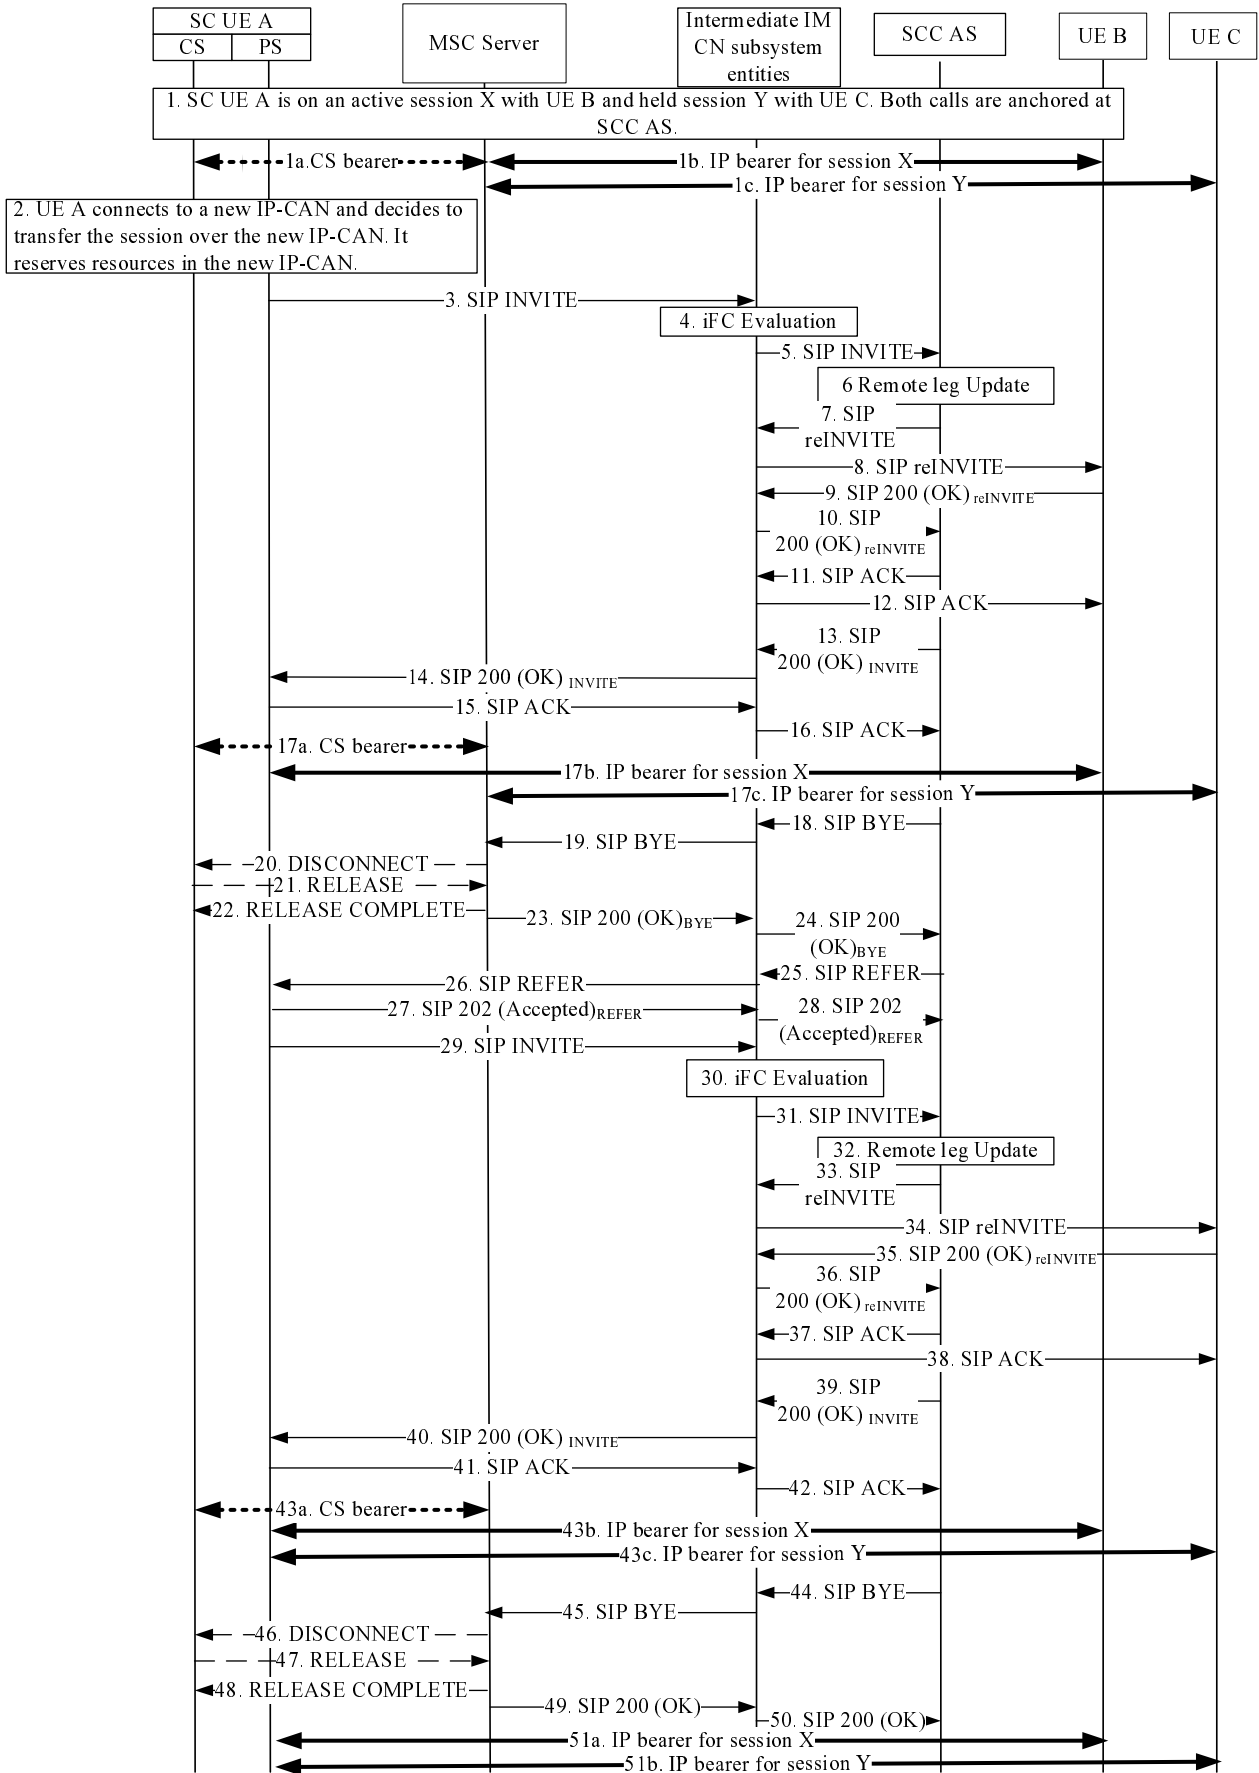 SC UE A
CS
PS
MSC Server
Intermediate IM
CN subsystem
entities
SCC AS
UE B
UE C
1. SC UE A is on an active session X with UE B and held session Y with UE C. Both calls are anchored at
SCC AS.
1a.CS bearer
1b. IP bearer for session X
1c. IP bearer for session Y
2. UE A connects to a new IP-CAN and decides to
transfer the session over the new IP-CAN. It
reserves resources in the new IP-CAN.
3. SIP INVITE
4. iFC Evaluation
5. SIP INVITE
6 Remote leg Update
7. SIP
reINVITE
8. SIP reINVITE
9. SIP 200 (OK) reINVITE
10. SIP
200 (OK) reINVITE
11. SIP ACK
12. SIP ACK
13. SIP
200 (OK) INVITE
14. SIP 200 (OK) INVITE
15. SIP ACK
16. SIP ACK
17a. CS bearer
17b. IP bearer for session X
17c. IP bearer for session Y
18. SIP BYE
19. SIP BYE
20. DISCONNECT
21. RELEASE
22. RELEASE COMPLETE
23. SIP 200 (OK)BYE
24. SIP 200
(OK)BYE
25. SIP REFER
26. SIP REFER
27. SIP 202 (Accepted)REFER
28. SIP 202
(Accepted)REFER
29. SIP INVITE
30. iFC Evaluation
31. SIP INVITE
32. Remote leg Update
33. SIP
reINVITE
34. SIP reINVITE
35. SIP 200 (OK) reINVITE
36. SIP
200 (OK) reINVITE
37. SIP ACK
38. SIP ACK
39. SIP
200 (OK) INVITE
40. SIP 200 (OK) INVITE
41. SIP ACK
42. SIP ACK
43a. CS bearer
43b. IP bearer for session X
43c. IP bearer for session Y
44. SIP BYE
45. SIP BYE
46. DISCONNECT
47. RELEASE
48. RELEASE COMPLETE
49. SIP 200 (OK)
50. SIP 200 (OK)
51a. IP bearer for session X
51b. IP bearer for session Y